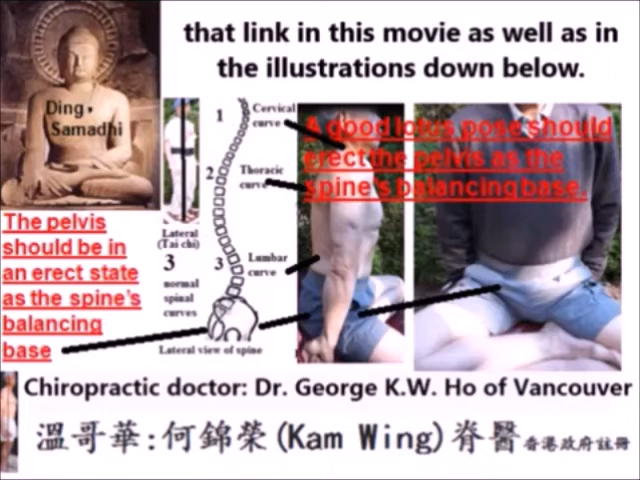 that link in this movie as well as in
the illustrations down below.
Ding,
Samadhi
1
Cervical
curve
A good lotus pose should
erect the pelvis as the
spine's balancing base.
2
Thoracic
curve
The pelvis
should be in
an erect state
as the spine's
balancing
base
Lateral
(Tai chi)
3
normal
spinal
curves
3
Lumbar
curve
Lateral view of spine
Chiropractic doctor: Dr. George K.W. Ho of Vancouver
溫哥華:何錦榮(Kam Wing)脊醫香港政府註冊